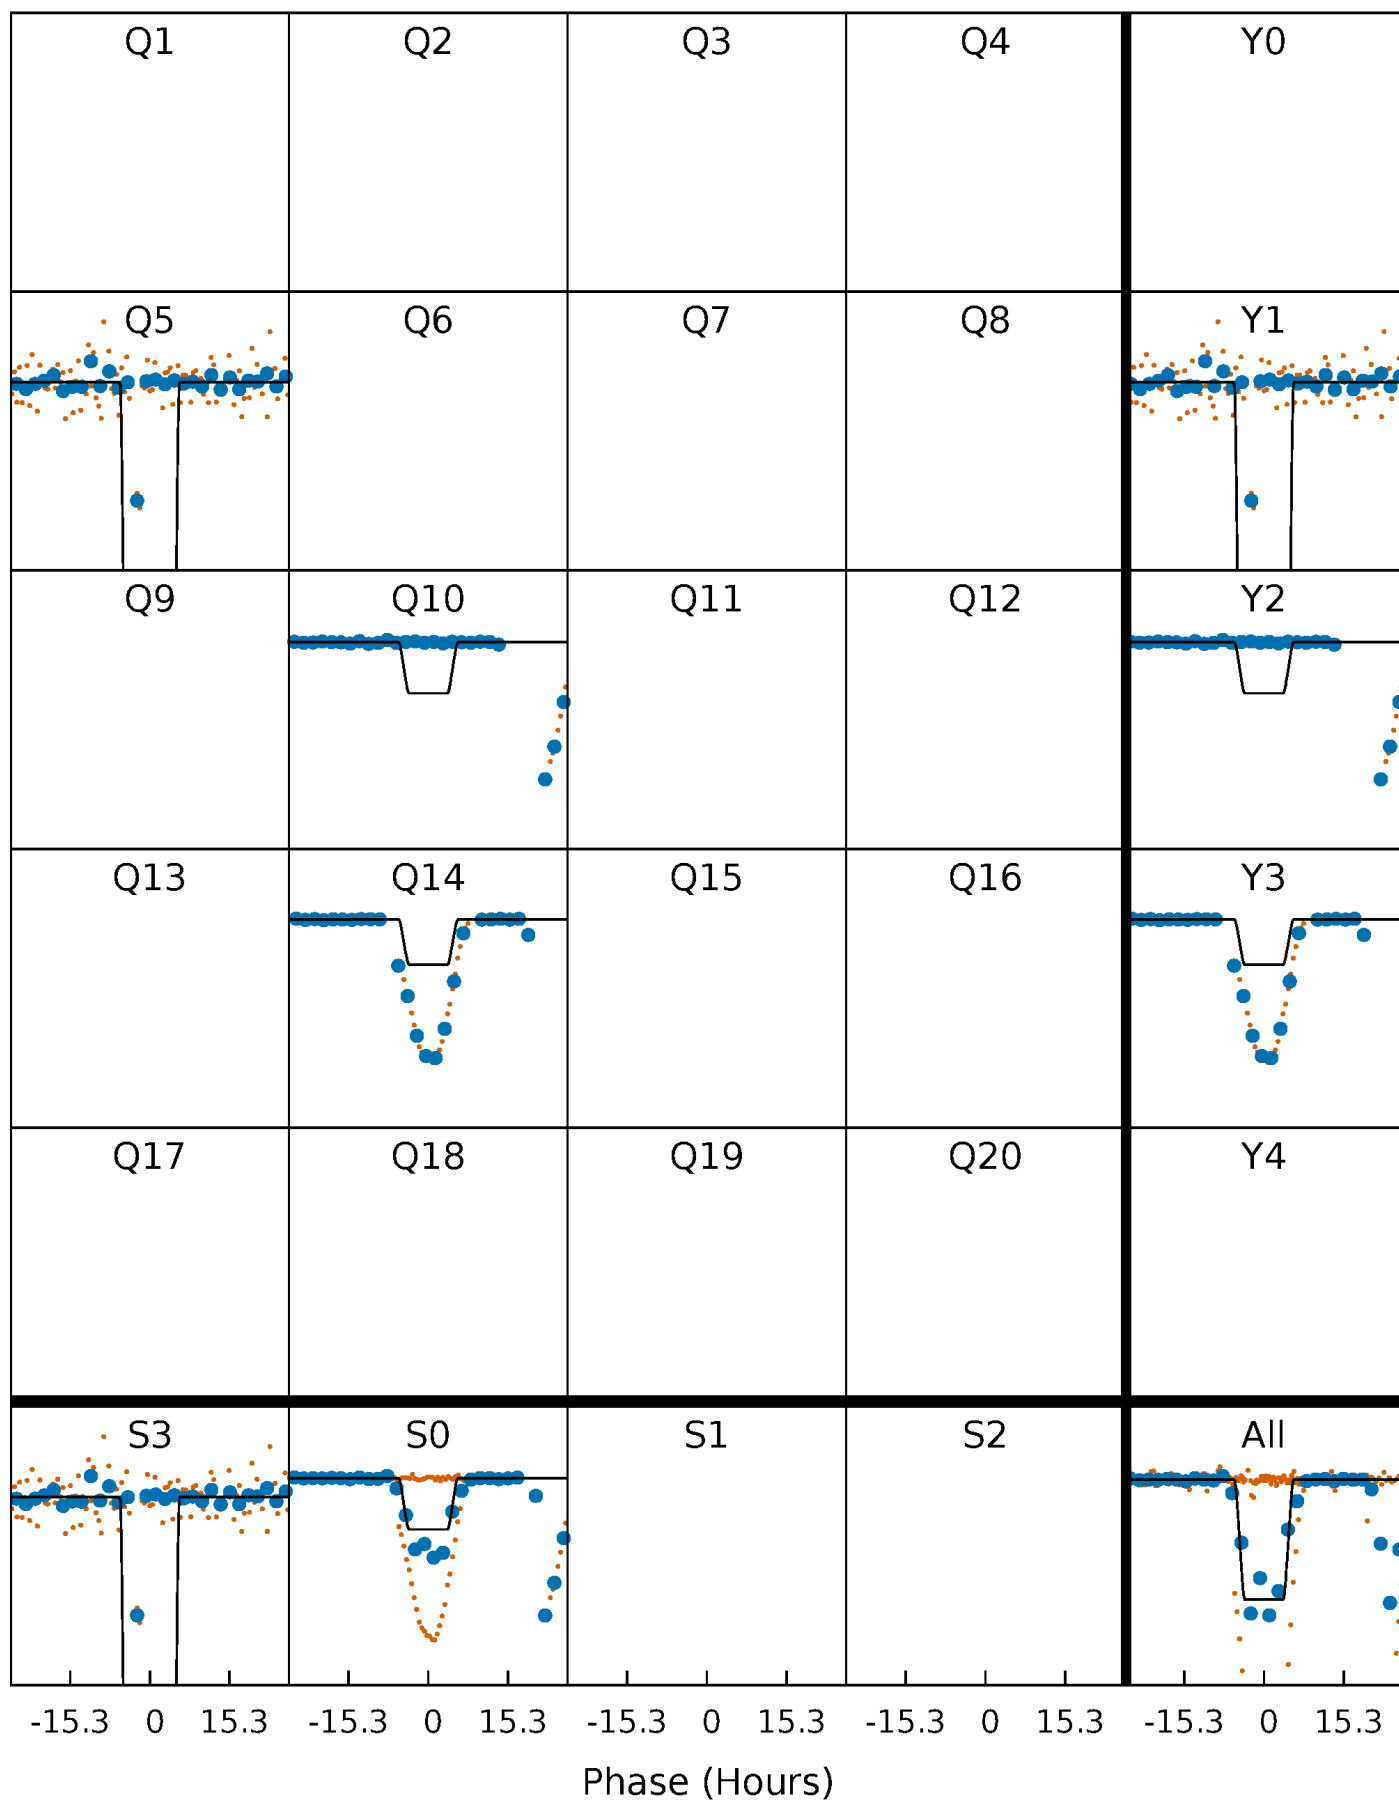 Q1 Q2 Q3 Q4 Y0
Q5 Q6 Q7 Q8 Y1
Q9 Q10 Q11 Q12 Y2
Q13 Q14 Q15 Q16 Y3
Q17 Q18 Q19 Q20 Y4
S3 S0 S1 S2 All
-15.3 0 15.3 -15.3 0 15.3 -15.3 0 15.3 -15.3 0 15.3 -15.3 0 15.3
Phase (Hours)